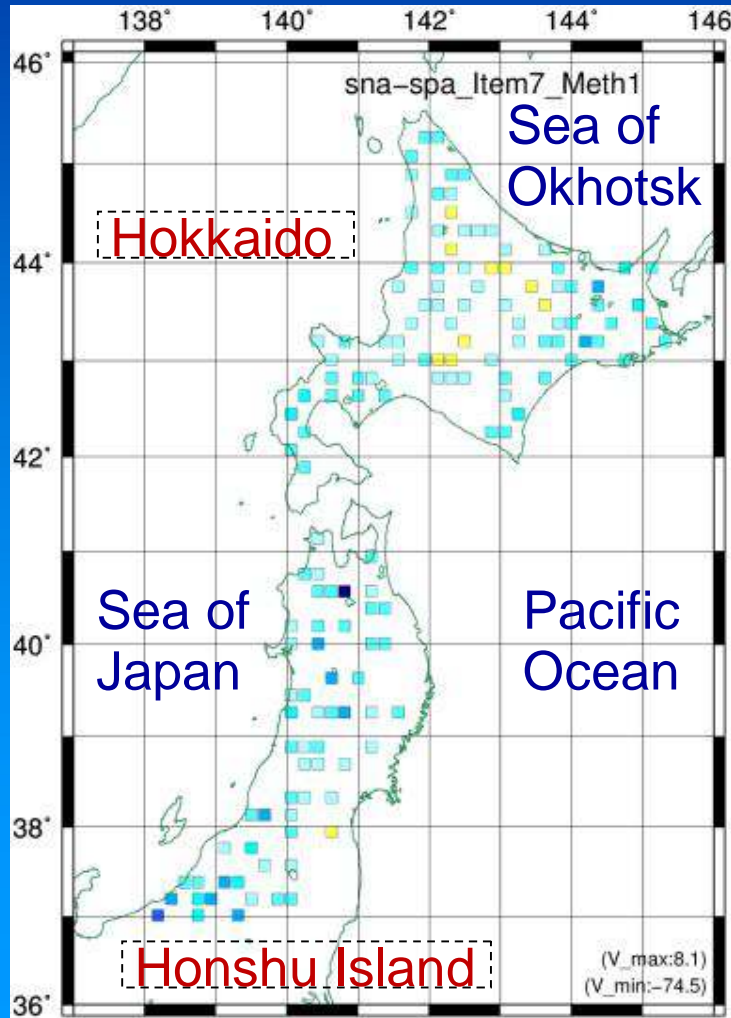 138˚ 140˚ 142˚ 144˚ 146
46˚
sna-spa_Item7_Meth1
Sea of
Okhotsk
Hokkaido
44˚
42˚
Sea of
Japan
Pacific
Ocean
40˚
38˚
Honshu Island
(V_max:8.1)
(V_min:-74.5)
36˚